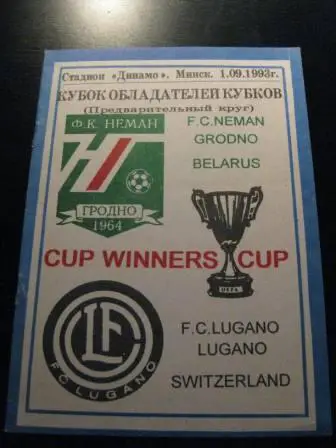 Стадион «Динамо». Минск. 1.09.1993г.
КУБОК ОБЛАДАТЕЛЕЙ КУБКОВ
(Предварительный круг)
Ф.К. НЕМАН
ГРОДНО
1964
F.C.NEMAN
GRODNO
BELARUS
CUP WINNERS CUP
UEFA
FC LUGANO
F.C.LUGANO
LUGANO
SWITZERLAND